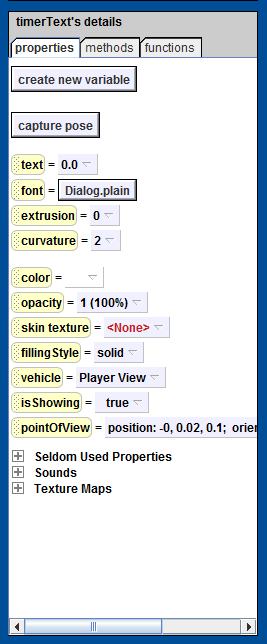 timerText's details
properties methods functions
create new variable
capture pose
text = 0.0
font = Dialog.plain
extrusion = 0
curvature = 2
color =
opacity = 1 (100%)
skin texture = <None>
fillingStyle = solid
vehicle = Player View
isShowing = true
pointOfView = position: -0, 0.02, 0.1; orie
Seldom Used Properties
Sounds
Texture Maps